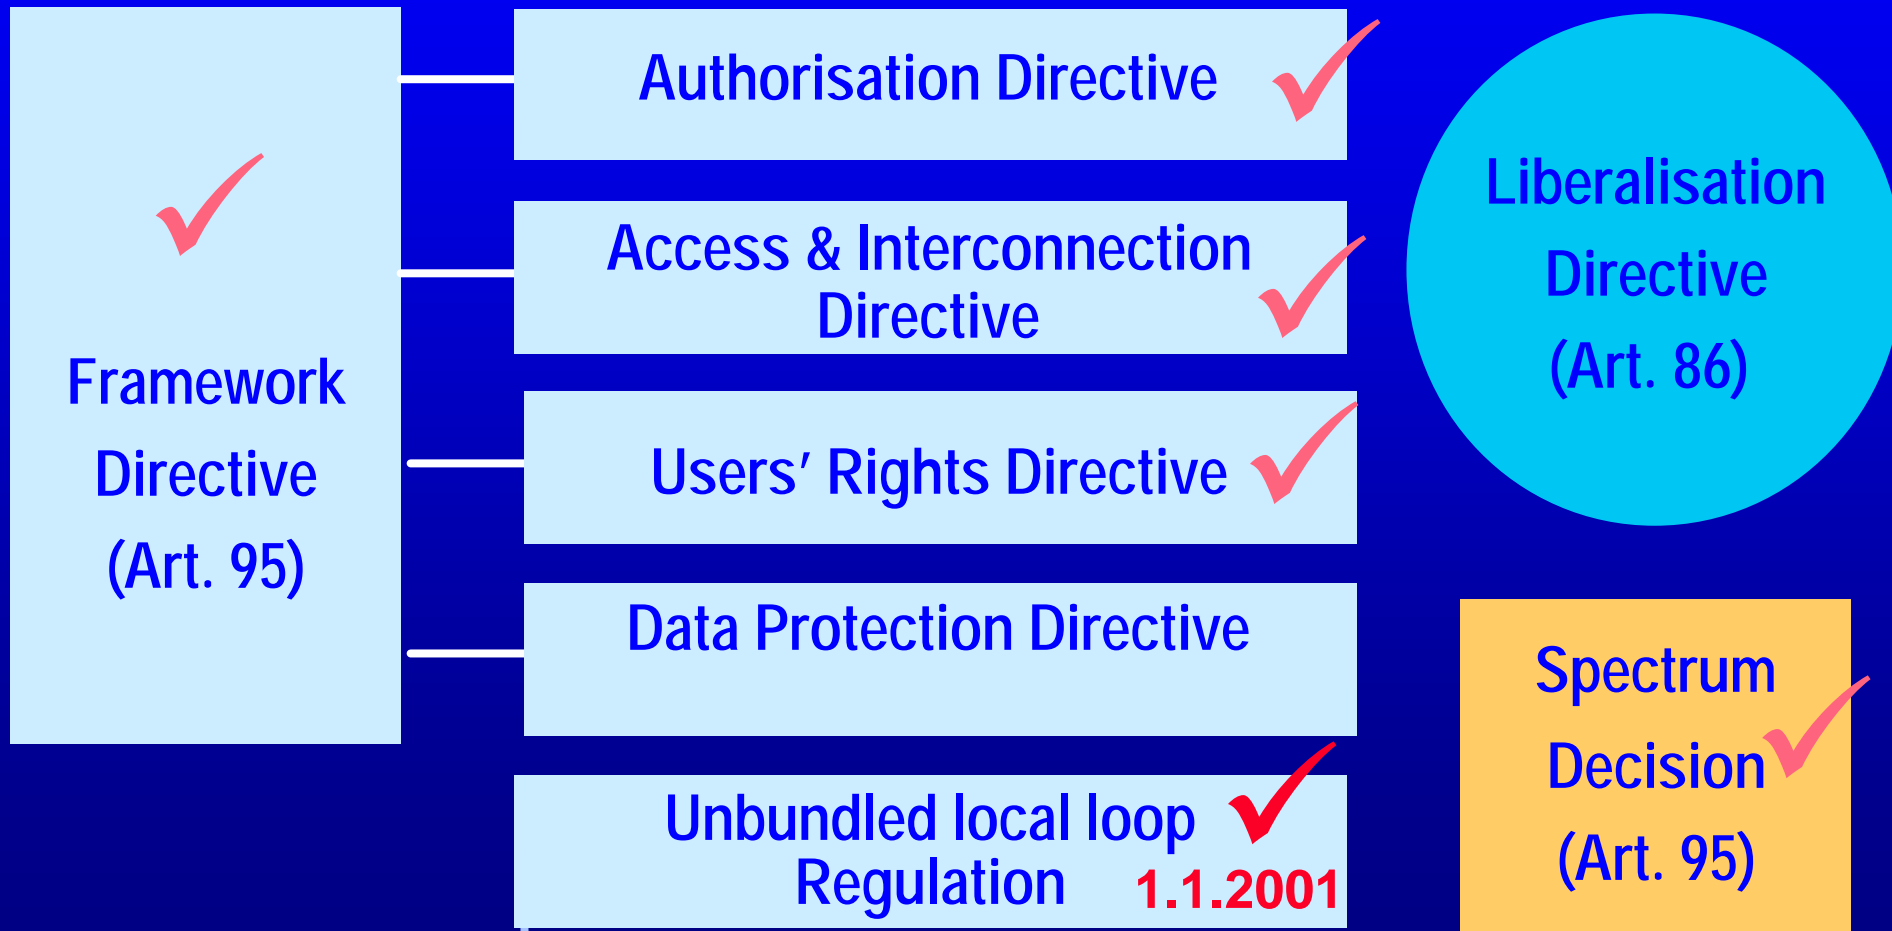 Framework
Directive
(Art. 95)
Authorisation Directive
Access & Interconnection
Directive
Users’ Rights Directive
Data Protection Directive
Unbundled local loop
Regulation 1.1.2001
Liberalisation
Directive
(Art. 86)
Spectrum
Decision
(Art. 95)